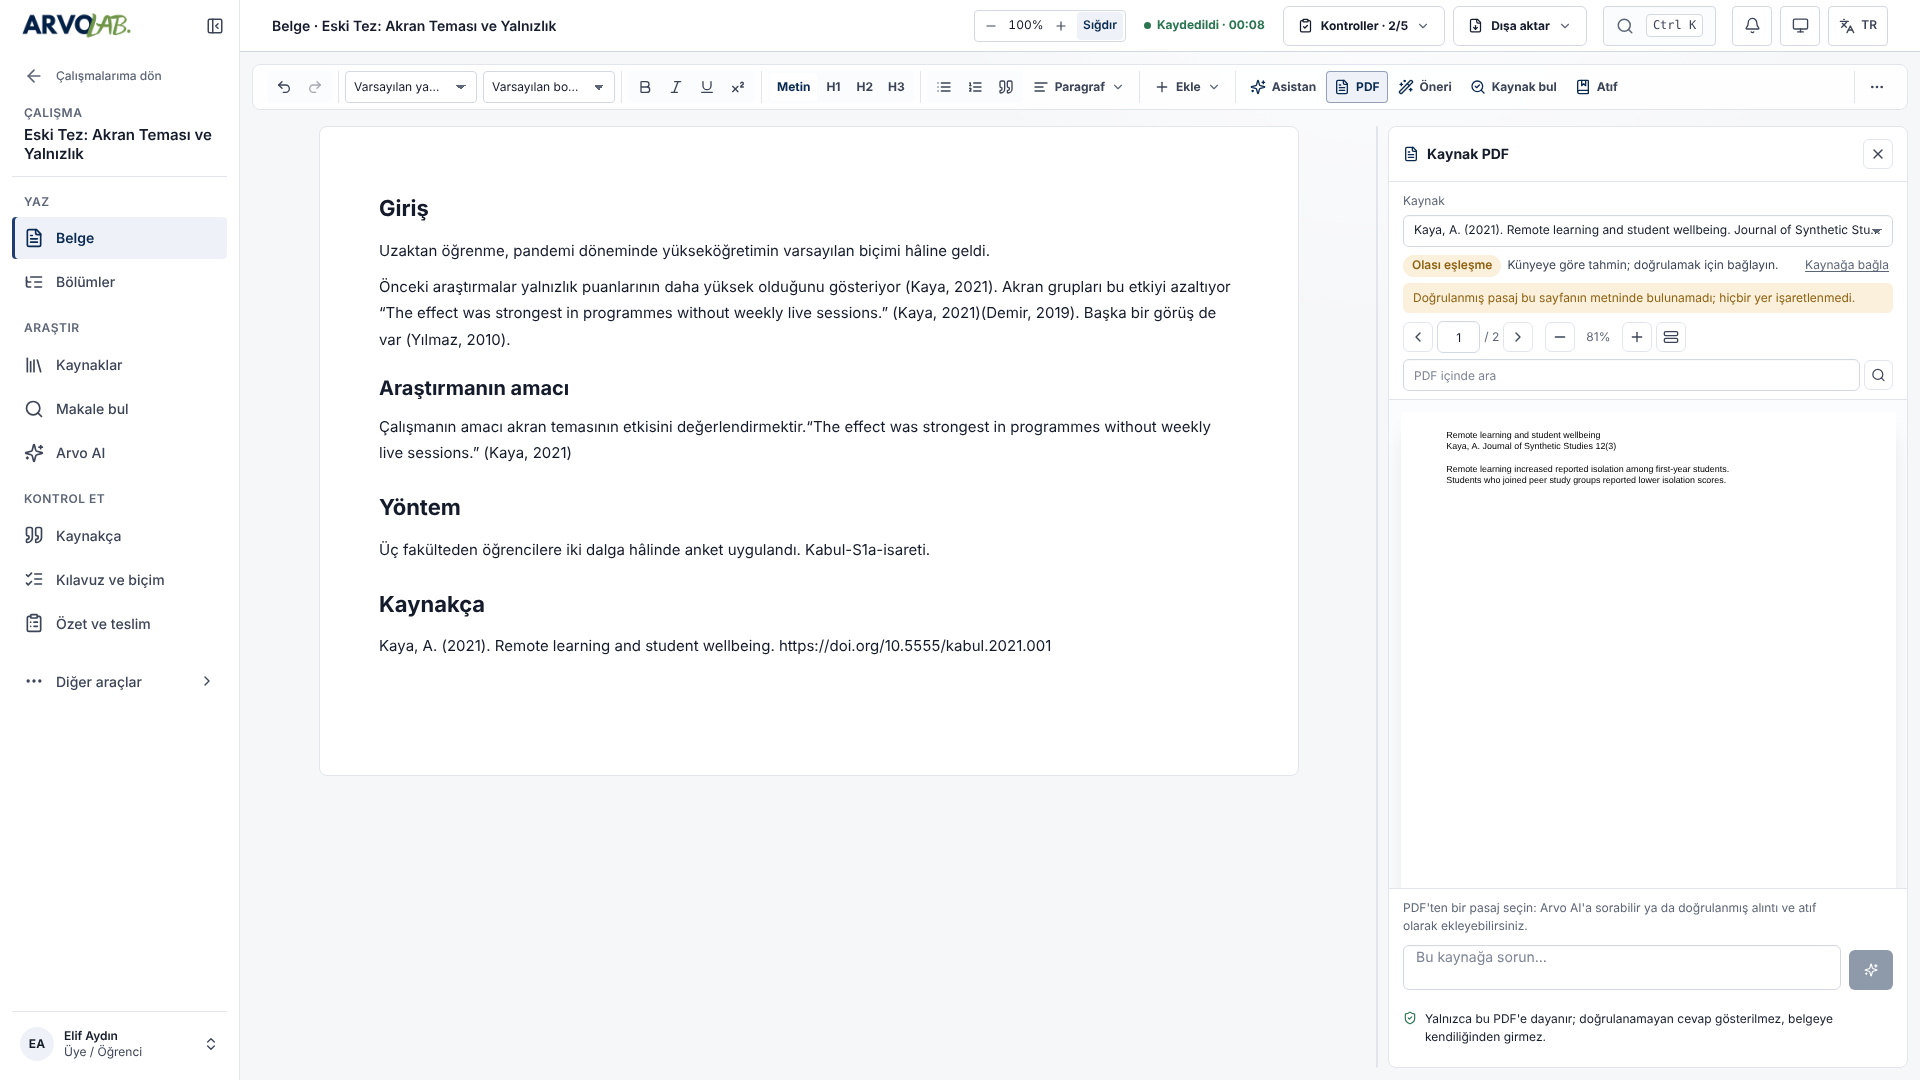 ARVOLAB.
Çalışmalarıma dön
ÇALIŞMA
Eski Tez: Akran Teması ve
Yalnızlık
YAZ
Belge
Bölümler
ARAŞTIR
Kaynaklar
Makale bul
Arvo AI
KONTROL ET
Kaynakça
Kılavuz ve biçim
Özet ve teslim
Diğer araçlar
EA
Elif Aydın
Üye / Öğrenci
Belge · Eski Tez: Akran Teması ve Yalnızlık
100%
Sığdır
Kaydedildi · 00:08
Kontroller · 2/5
Dışa aktar
Ctrl K
TR
Varsayılan ya...
Varsayılan bo...
B
I
U
x²
Metin
H1
H2
H3
Paragraf
Ekle
Asistan
PDF
Öneri
Kaynak bul
Atıf
Giriş
Uzaktan öğrenme, pandemi döneminde yükseköğretimin varsayılan biçimi hâline geldi.
Önceki araştırmalar yalnızlık puanlarının daha yüksek olduğunu gösteriyor (Kaya, 2021). Akran grupları bu etkiyi azaltıyor
“The effect was strongest in programmes without weekly live sessions.” (Kaya, 2021)(Demir, 2019). Başka bir görüş de
var (Yılmaz, 2010).
Araştırmanın amacı
Çalışmanın amacı akran temasının etkisini değerlendirmektir.“The effect was strongest in programmes without weekly
live sessions.” (Kaya, 2021)
Yöntem
Üç fakülteden öğrencilere iki dalga hâlinde anket uygulandı. Kabul-S1a-isareti.
Kaynakça
Kaya, A. (2021). Remote learning and student wellbeing. https://doi.org/10.5555/kabul.2021.001
Kaynak PDF
Kaynak
Kaya, A. (2021). Remote learning and student wellbeing. Journal of Synthetic Stu...
Olası eşleşme
Künyeye göre tahmin; doğrulamak için bağlayın.
Kaynağa bağla
Doğrulanmış pasaj bu sayfanın metninde bulunamadı; hiçbir yer işaretlenmedi.
1
/ 2
81%
PDF içinde ara
Remote learning and student wellbeing
Kaya, A. Journal of Synthetic Studies 12(3)
Remote learning increased reported isolation among first-year students.
Students who joined peer study groups reported lower isolation scores.
PDF'ten bir pasaj seçin: Arvo AI'a sorabilir ya da doğrulanmış alıntı ve atıf
olarak ekleyebilirsiniz.
Bu kaynağa sorun...
Yalnızca bu PDF'e dayanır; doğrulanamayan cevap gösterilmez, belgeye
kendiliğinden girmez.